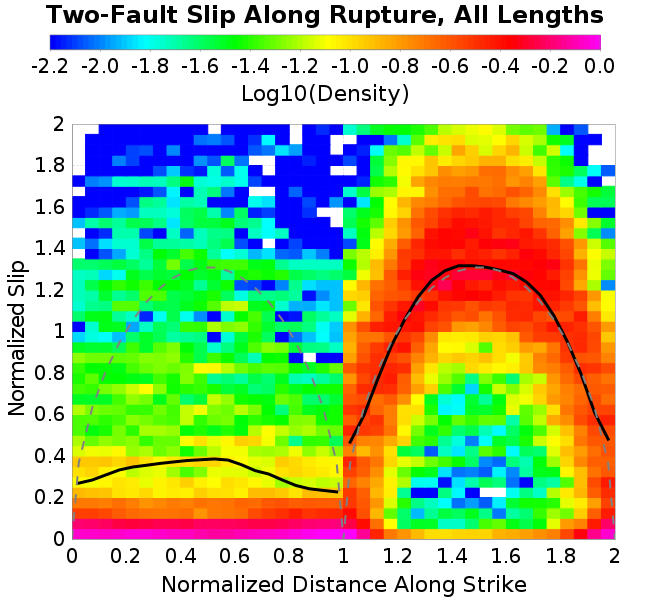 Two-Fault Slip Along Rupture, All Lengths
-2.2 -2.0 -1.8 -1.6 -1.4 -1.2 -1.0 -0.8 -0.6 -0.4 -0.2 0.0
Log10(Density)
2
1.8
1.6
1.4
1.2
1
0.8
0.6
0.4
0.2
0
Normalized Slip
0 0.2 0.4 0.6 0.8 1 1.2 1.4 1.6 1.8 2
Normalized Distance Along Strike